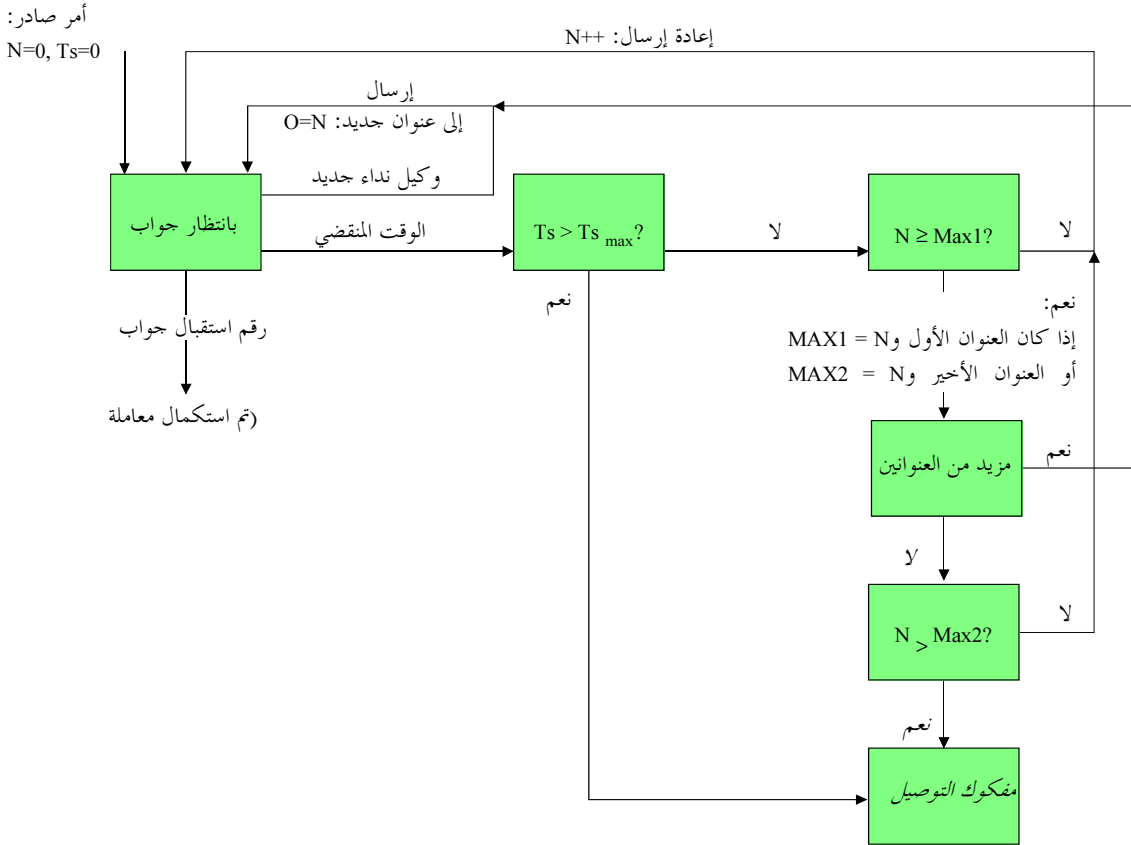 أمر صادر:
N=0, Ts=0
إعادة إرسال: N++
إرسال
إلى عنوان جديد: O=N
وكيل نداء جديد
بانتظار جواب
الوقت المنقضي
Ts > Ts max?
لا
N ≥ Max1?
لا
نعم
نعم:
إذا كان العنوان الأول وMAX1 = N
أو العنوان الأخير وMAX2 = N
رقم استقبال جواب
(تم استكمال معاملة
مزيد من العنوانين
نعم
لا
N > Max2?
لا
نعم
مفكوك التوصيل